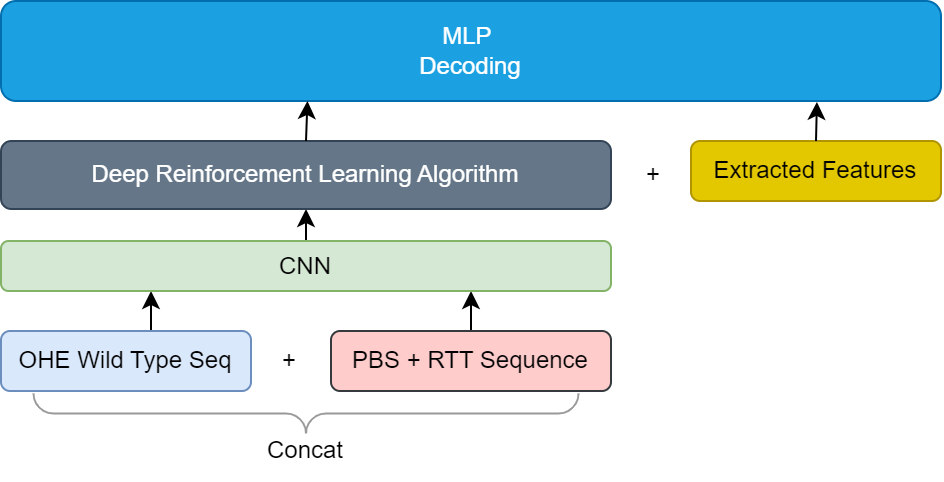 MLP
Decoding
Deep Reinforcement Learning Algorithm + Extracted Features
CNN
OHE Wild Type Seq + PBS + RTT Sequence
Concat